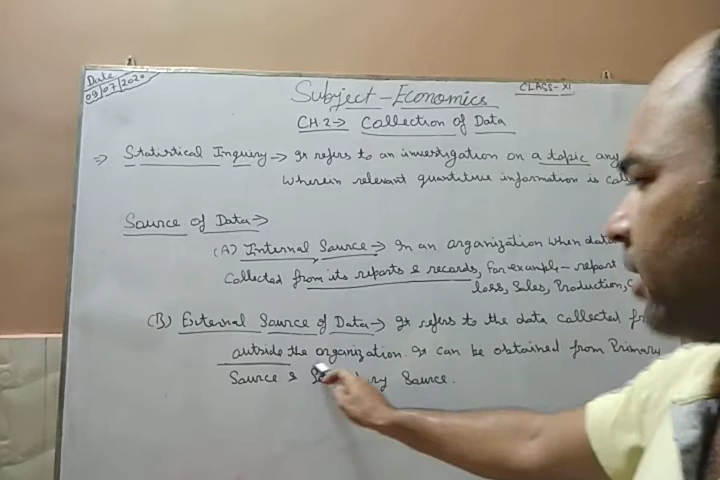 Date
09/07/2020
Subject - Economics
CLASS - XI
CH.2 → Collection of Data
⇒ Statistical Inquiry → It refers to an investigation on a topic
wherein relevant quantitive information is
Source of Data →
(A) Internal Source → In an organization when data
Collected from its reports & records, For example - report
loss, Sales, Production,
(B) External Source of Data → It refers to the data collected
outside the organization. It can be obtained from Primary
Source & Source.